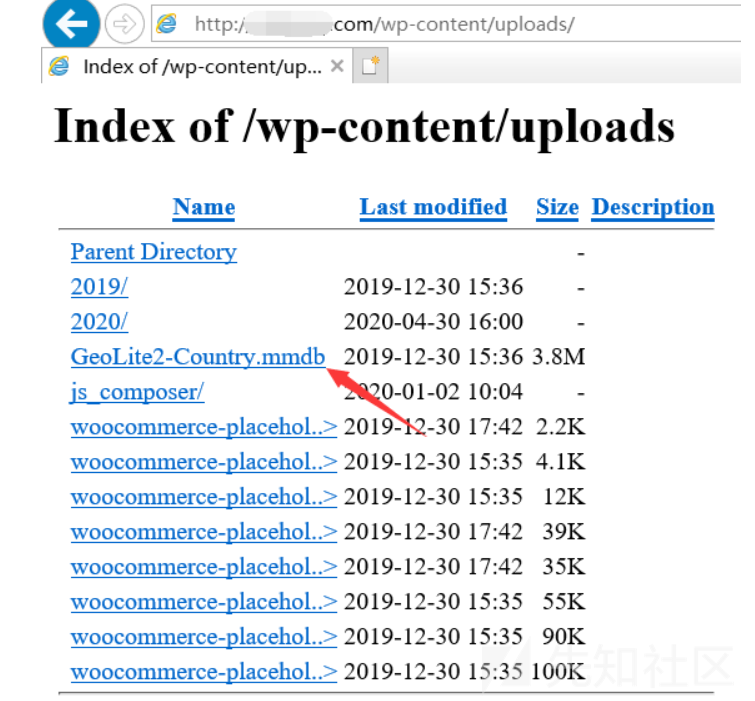 http:/ .com/wp-content/uploads/
Index of /wp-content/up...
Index of /wp-content/uploads
Name Last modified Size Description
Parent Directory -
2019/ 2019-12-30 15:36 -
2020/ 2020-04-30 16:00 -
GeoLite2-Country.mmdb 2019-12-30 15:36 3.8M
js_composer/ 2020-01-02 10:04 -
woocommerce-placehol..> 2019-12-30 17:42 2.2K
woocommerce-placehol..> 2019-12-30 15:35 4.1K
woocommerce-placehol..> 2019-12-30 15:35 12K
woocommerce-placehol..> 2019-12-30 17:42 39K
woocommerce-placehol..> 2019-12-30 17:42 35K
woocommerce-placehol..> 2019-12-30 15:35 55K
woocommerce-placehol..> 2019-12-30 15:35 90K
woocommerce-placehol..> 2019-12-30 15:35 100K
先知社区